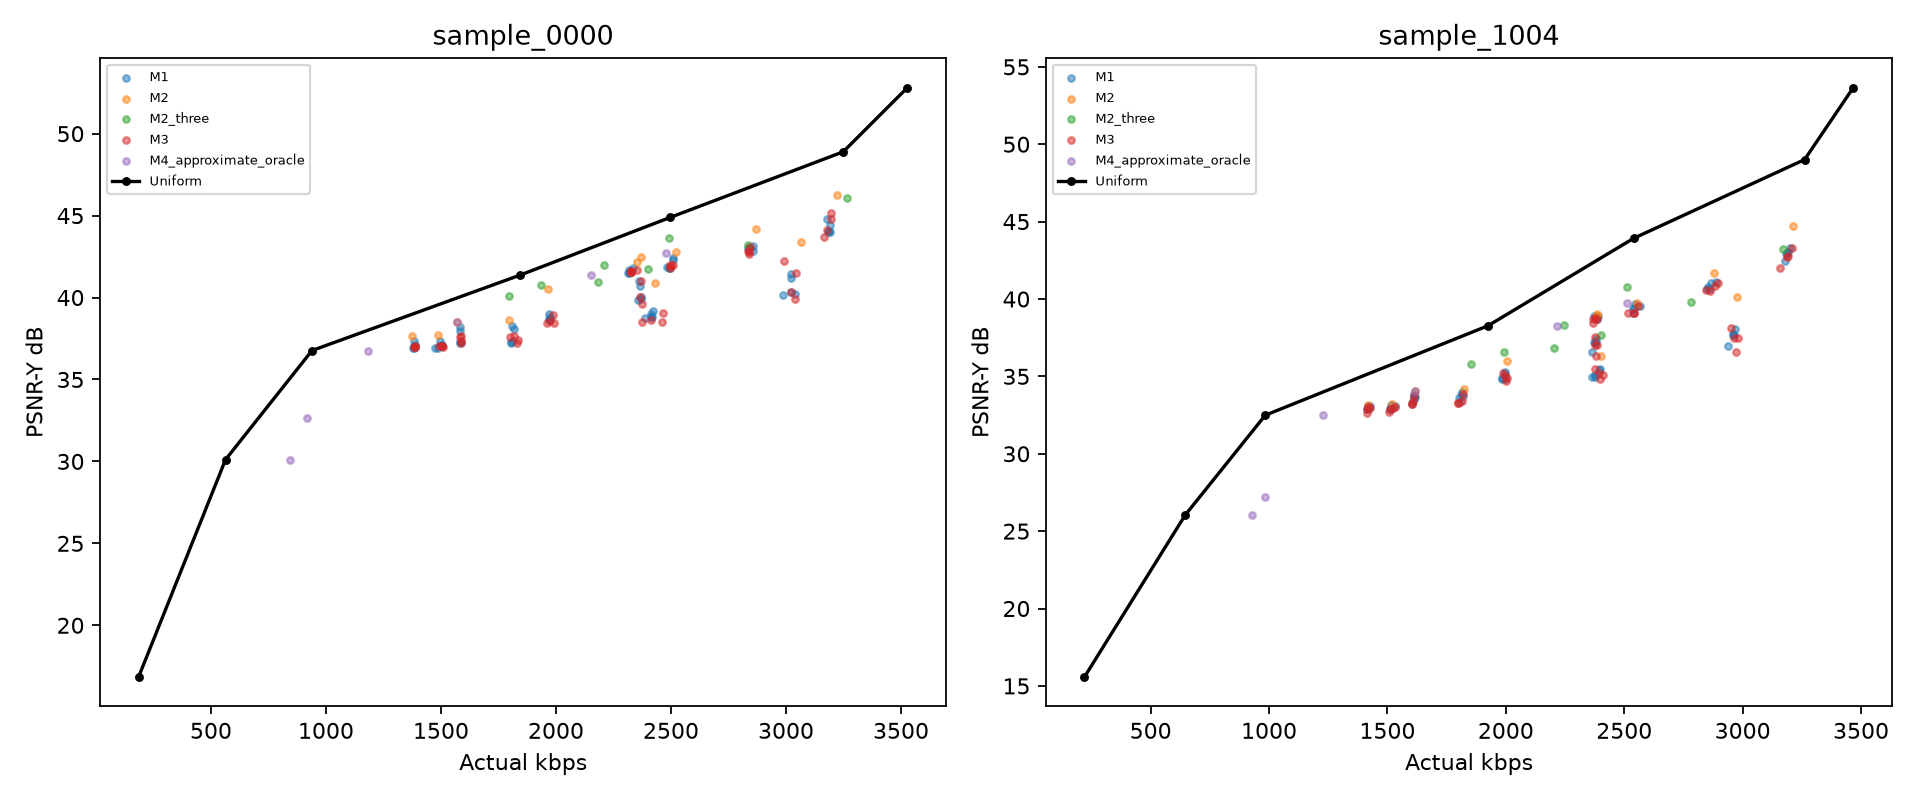 sample_0000
M1
M2
M2_three
M3
M4_approximate_oracle
Uniform
50
45
40
35
30
25
20
PSNR-Y dB
500 1000 1500 2000 2500 3000 3500
Actual kbps
sample_1004
M1
M2
M2_three
M3
M4_approximate_oracle
Uniform
55
50
45
40
35
30
25
20
15
PSNR-Y dB
500 1000 1500 2000 2500 3000 3500
Actual kbps